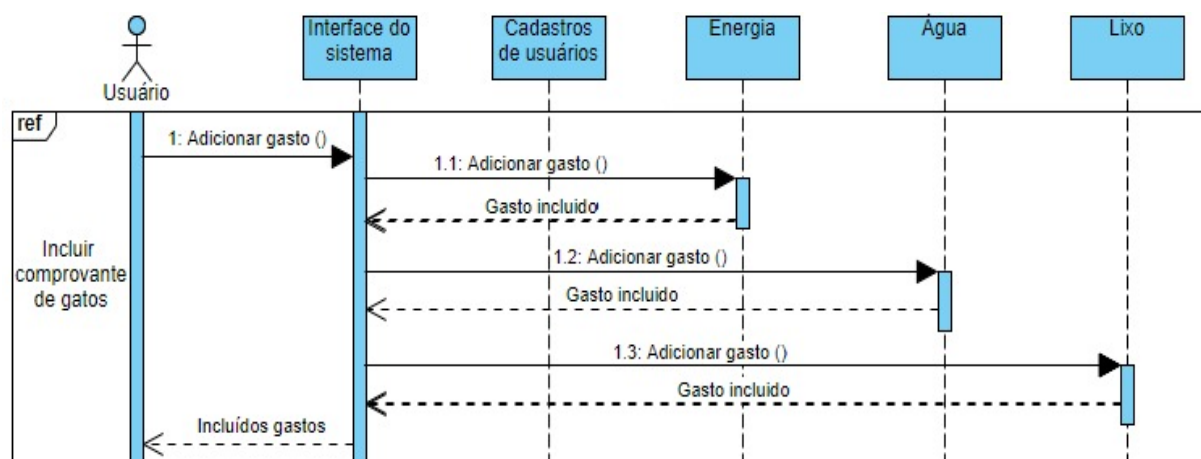 Interface do
sistema
Cadastros
de usuários
Energia
Água
Lixo
Usuário
ref
1: Adicionar gasto ()
1.1: Adicionar gasto ()
Gasto incluido
Incluir
comprovante
de gatos
1.2: Adicionar gasto ()
Gasto incluido
1.3: Adicionar gasto ()
Gasto incluido
Incluídos gastos